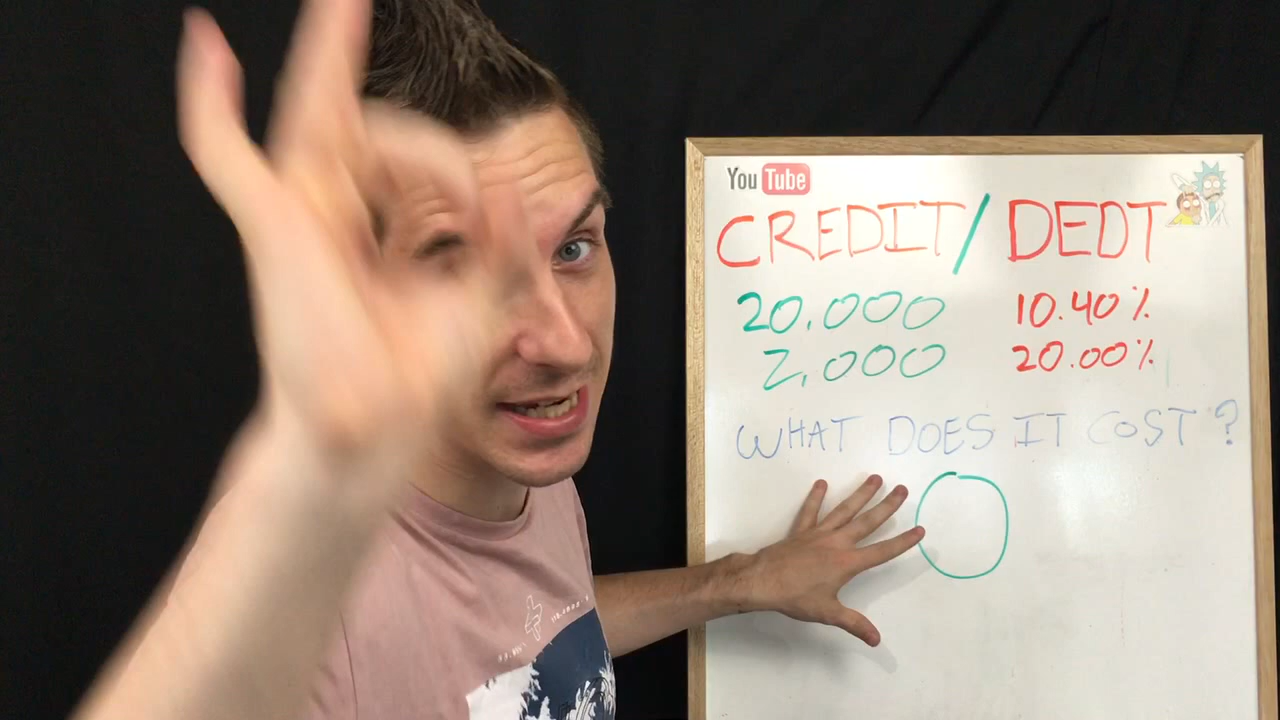 YouTube
CREDIT/DEDT
20.000 10.40%
2,000 20.00%
WHAT DOES IT COST?